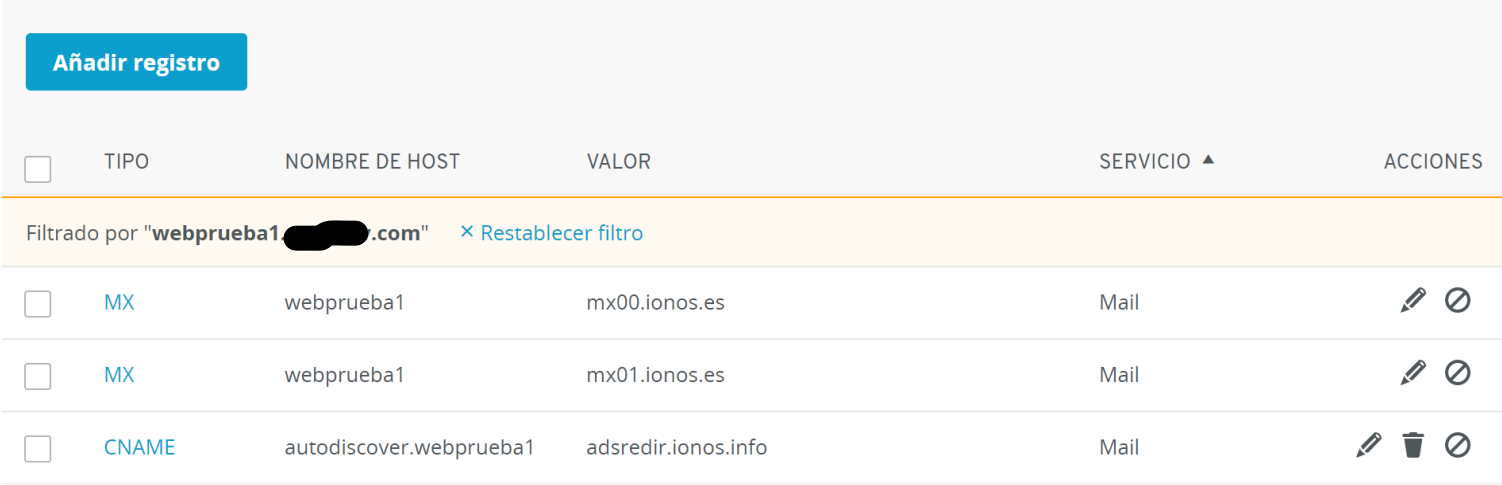 Añadir registro
TIPO NOMBRE DE HOST VALOR SERVICIO ▲ ACCIONES
Filtrado por "webprueba1. .com" × Restablecer filtro
MX webprueba1 mx00.ionos.es Mail
MX webprueba1 mx01.ionos.es Mail
CNAME autodiscover.webprueba1 adsredir.ionos.info Mail